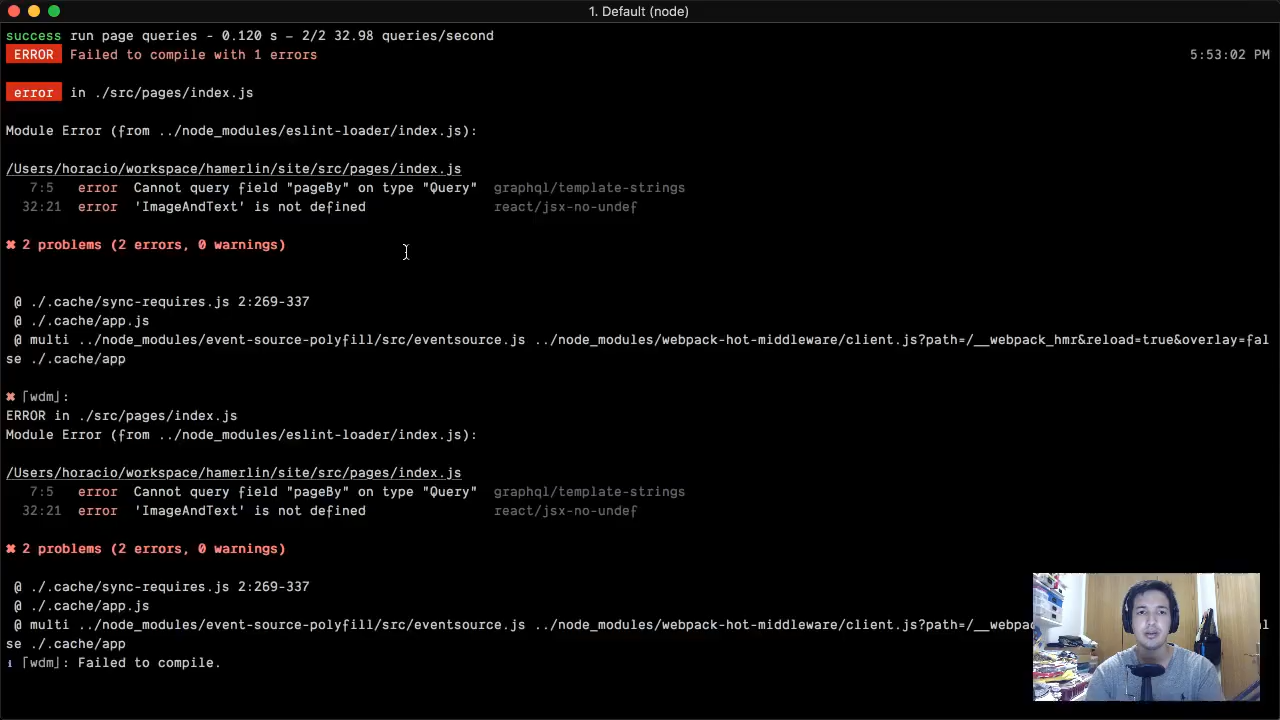 1. Default (node)
success run page queries - 0.120 s — 2/2 32.98 queries/second
ERROR Failed to compile with 1 errors 5:53:02 PM
error in ./src/pages/index.js
Module Error (from ../node_modules/eslint-loader/index.js):
/Users/horacio/workspace/hamerlin/site/src/pages/index.js
7:5 error Cannot query field "pageBy" on type "Query" graphql/template-strings
32:21 error 'ImageAndText' is not defined react/jsx-no-undef
✖ 2 problems (2 errors, 0 warnings)
@ ./.cache/sync-requires.js 2:269-337
@ ./.cache/app.js
@ multi ../node_modules/event-source-polyfill/src/eventsource.js ../node_modules/webpack-hot-middleware/client.js?path=/__webpack_hmr&reload=true&overlay=fal
se ./.cache/app
✖ ｢wdm｣:
ERROR in ./src/pages/index.js
Module Error (from ../node_modules/eslint-loader/index.js):
/Users/horacio/workspace/hamerlin/site/src/pages/index.js
7:5 error Cannot query field "pageBy" on type "Query" graphql/template-strings
32:21 error 'ImageAndText' is not defined react/jsx-no-undef
✖ 2 problems (2 errors, 0 warnings)
@ ./.cache/sync-requires.js 2:269-337
@ ./.cache/app.js
@ multi ../node_modules/event-source-polyfill/src/eventsource.js ../node_modules/webpack-hot-middleware/client.js?path=/__webpa al
se ./.cache/app
ℹ ｢wdm｣: Failed to compile.